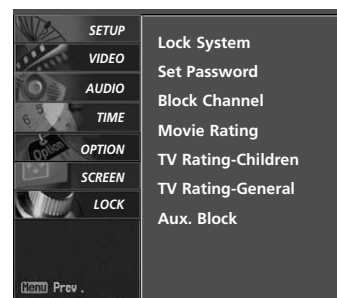 SETUP
VIDEO
AUDIO
TIME
OPTION
SCREEN
LOCK
Menu Prev.
Lock System
Set Password
Block Channel
Movie Rating
TV Rating-Children
TV Rating-General
Aux. Block